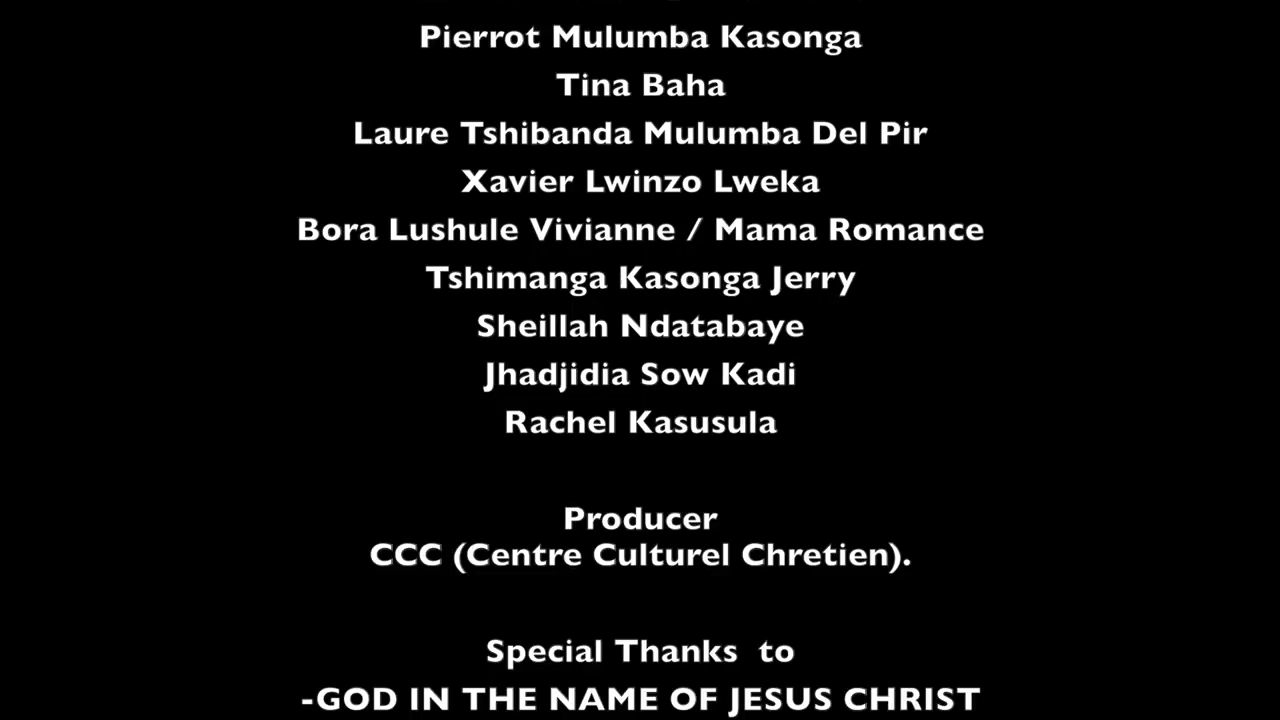 Pierrot Mulumba Kasonga
Tina Baha
Laure Tshibanda Mulumba Del Pir
Xavier Lwinzo Lweka
Bora Lushule Vivianne / Mama Romance
Tshimanga Kasonga Jerry
Sheillah Ndatabaye
Jhadjidia Sow Kadi
Rachel Kasusula
Producer
CCC (Centre Culturel Chretien).
Special Thanks  to
-GOD IN THE NAME OF JESUS CHRIST